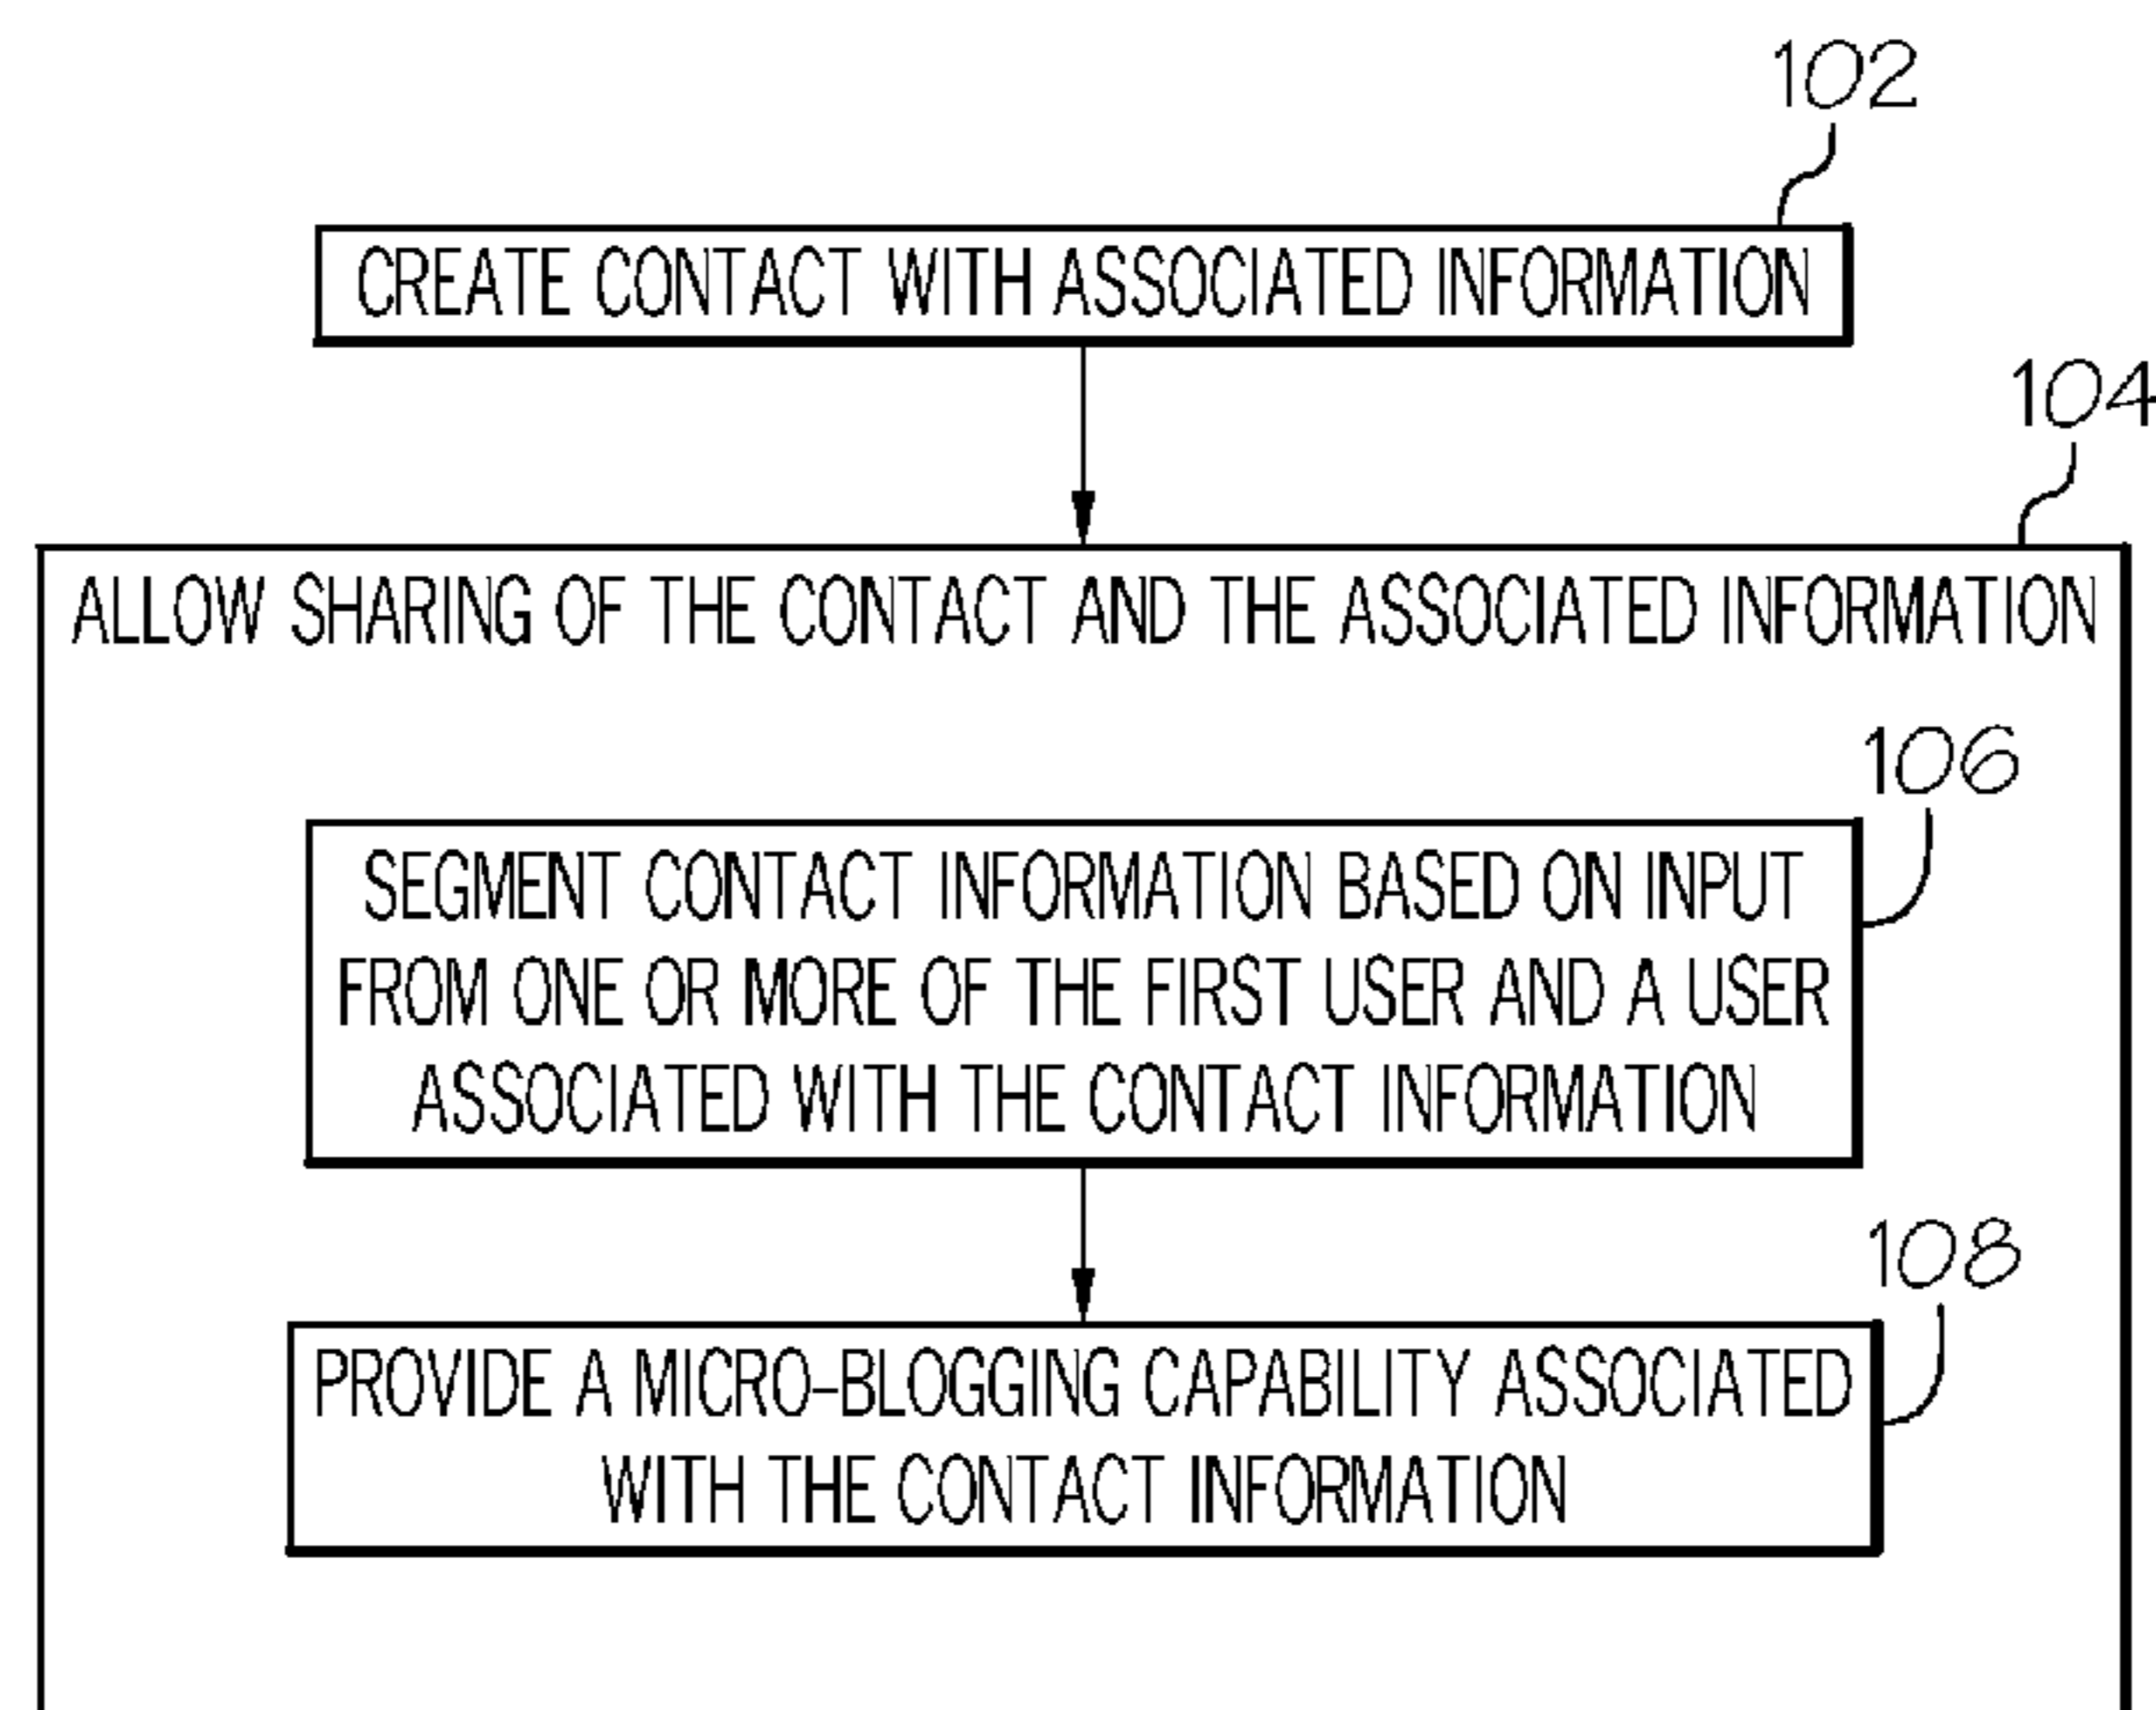 102
CREATE CONTACT WITH ASSOCIATED INFORMATION
104
ALLOW SHARING OF THE CONTACT AND THE ASSOCIATED INFORMATION
106
SEGMENT CONTACT INFORMATION BASED ON INPUT
FROM ONE OR MORE OF THE FIRST USER AND A USER
ASSOCIATED WITH THE CONTACT INFORMATION
108
PROVIDE A MICRO-BLOGGING CAPABILITY ASSOCIATED
WITH THE CONTACT INFORMATION